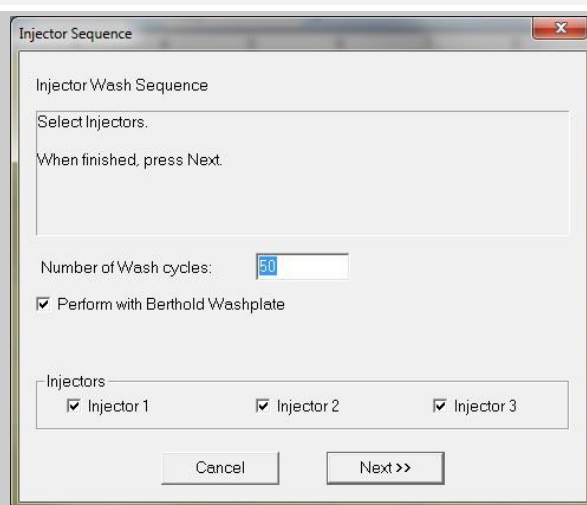 Injector Sequence
Injector Wash Sequence
Select Injectors.
When finished, press Next.
Number of Wash cycles: 50
Perform with Berthold Washplate
Injectors
Injector 1 Injector 2 Injector 3
Cancel Next >>